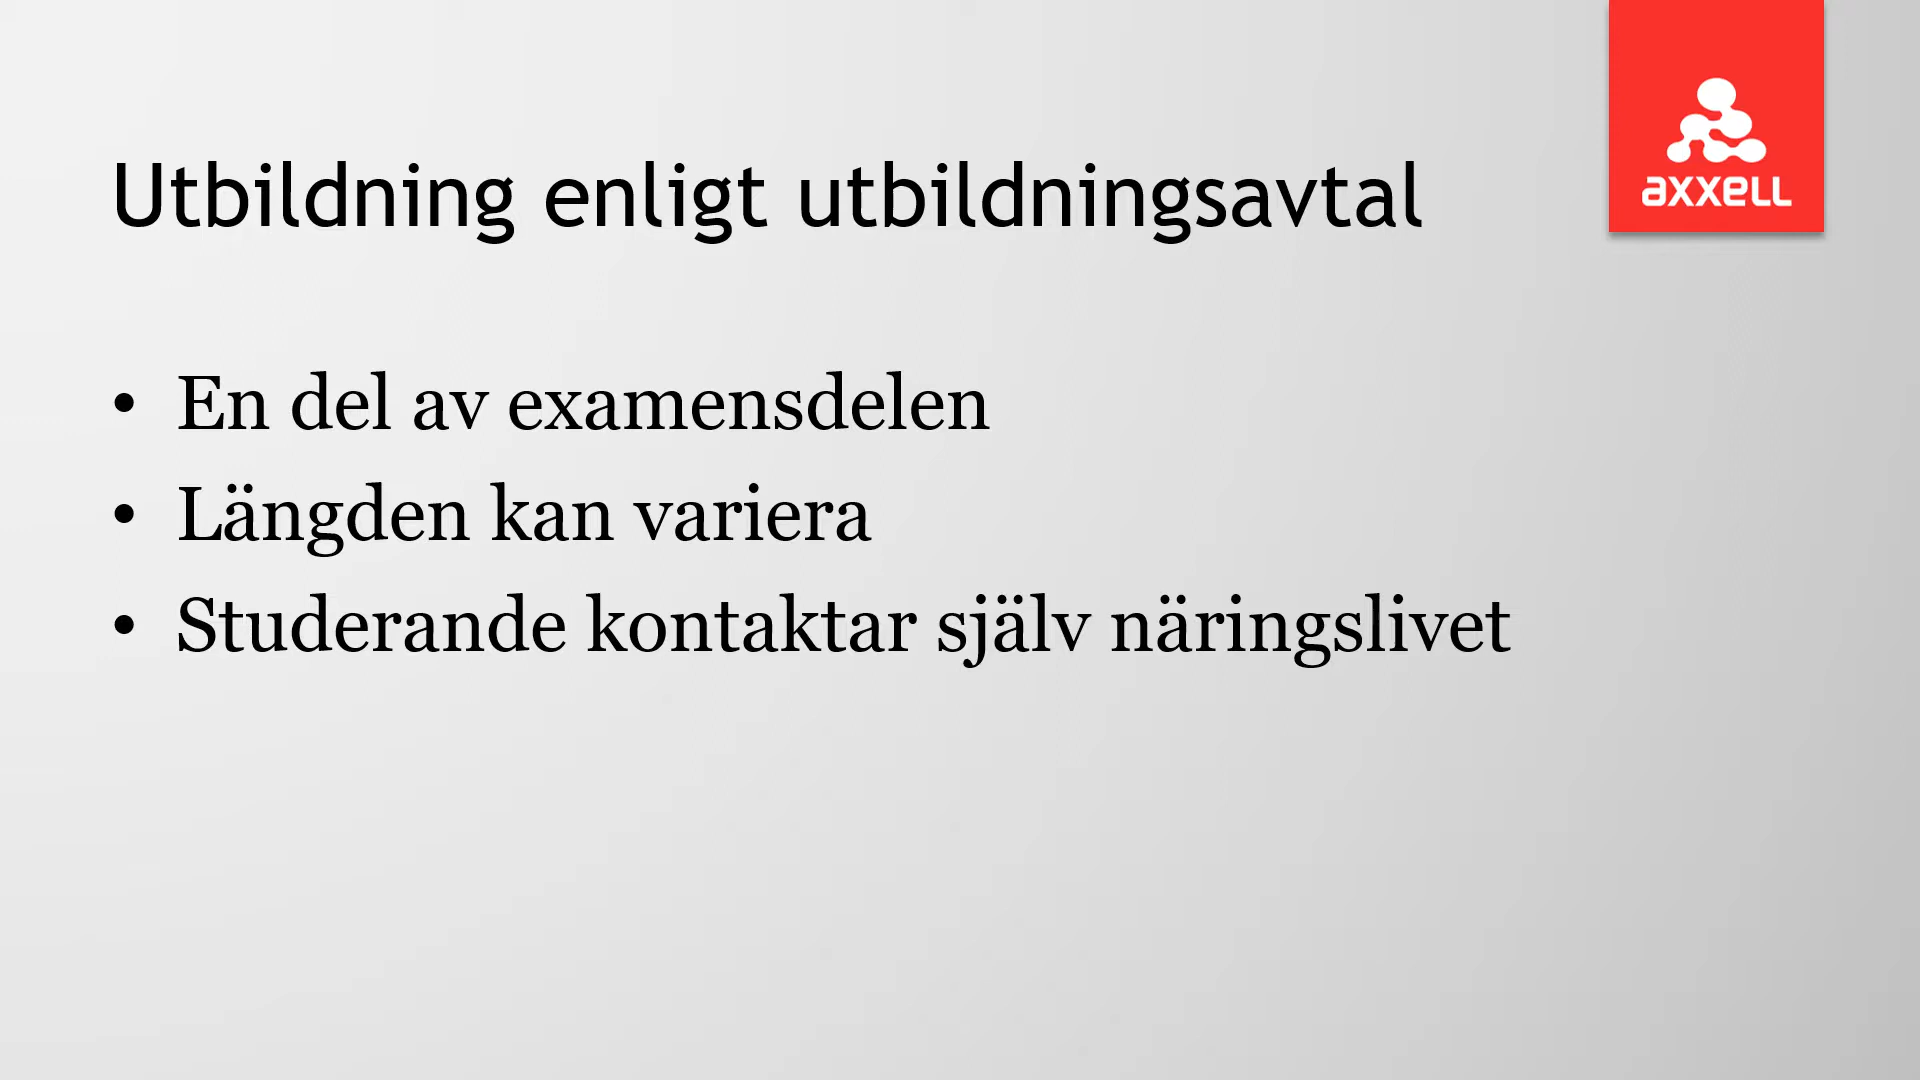 axxell
Utbildning enligt utbildningsavtal
• En del av examensdelen
• Längden kan variera
• Studerande kontaktar själv näringslivet